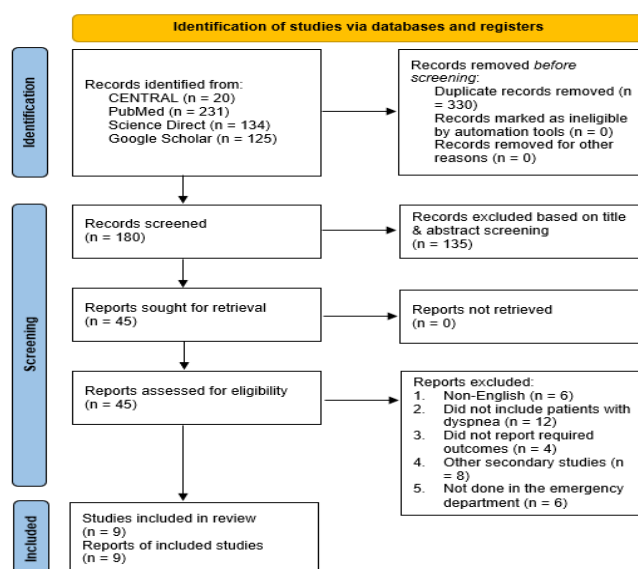 Identification of studies via databases and registers
Identification
Records identified from:
CENTRAL (n = 20)
PubMed (n = 231)
Science Direct (n = 134)
Google Scholar (n = 125)
Records removed before
screening:
Duplicate records removed (n
= 330)
Records marked as ineligible
by automation tools (n = 0)
Records removed for other
reasons (n = 0)
Screening
Records screened
(n = 180)
Records excluded based on title
& abstract screening
(n = 135)
Reports sought for retrieval
(n = 45)
Reports not retrieved
(n = 0)
Reports assessed for eligibility
(n = 45)
Reports excluded:
1. Non-English (n = 6)
2. Did not include patients with
dyspnea (n = 12)
3. Did not report required
outcomes (n = 4)
4. Other secondary studies (n
= 8)
5. Not done in the emergency
department (n = 6)
Included
Studies included in review
(n = 9)
Reports of included studies
(n = 9)